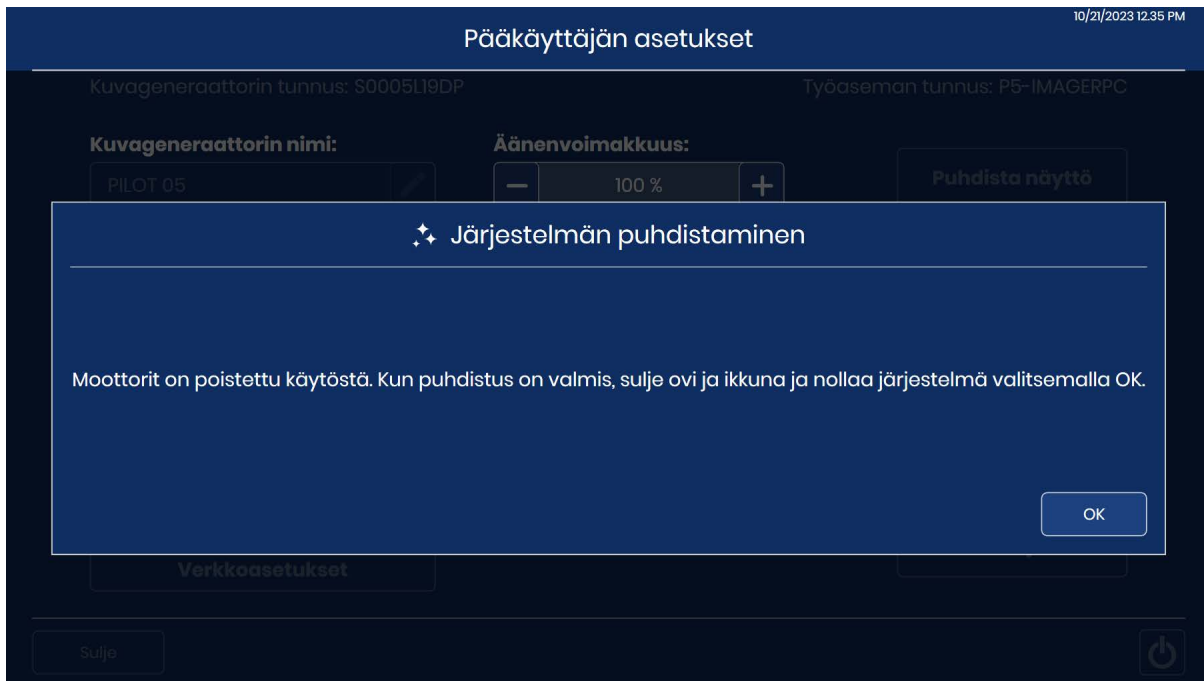 10/21/2023 12.35 PM
Pääkäyttäjän asetukset
Kuvageneraattorin tunnus: S0005L19DP
Työaseman tunnus: P5-IMAGERPC
Kuvageneraattorin nimi:
Äänenvoimakkuus:
PILOT 05
100 %
Puhdista näyttö
Järjestelmän puhdistaminen
Moottorit on poistettu käytöstä. Kun puhdistus on valmis, sulje ovi ja ikkuna ja nollaa järjestelmä valitsemalla OK.
OK
Verkkoasetukset
Sulje